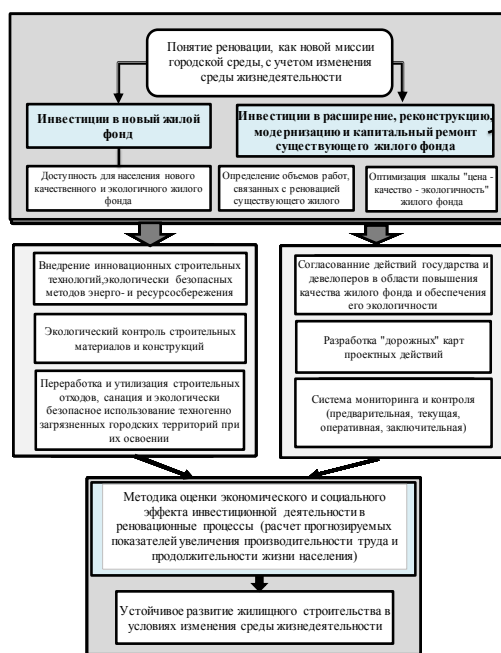 Понятие реновации, как новой миссии
городской среды, с учетом изменения
среды жизнедеятельности
Инвестиции в новый жилой
фонд
Инвестиции в расширение, реконструкцию,
модернизацию и капитальный ремонт
существующего жилого фонда
Доступность для населения нового
качественного и экологичного жилого
фонда
Определение объемов работ,
связанных с реновацией
существующего жилого
Оптимизация шкалы "цена -
качество - экологичность"
жилого фонда
Внедрение инновационных строительных
технологий,экологически безопасных
методов энерго- и ресурсосбережения
Экологический контроль строительных
материалов и конструкций
Переработка и утилизация строительных
отходов, санация и экологически
безопасное использование техногенно
загрязненных городских территорий при
их освоении
Согласованние действий государства и
девелоперов в области повышения
качества жилого фонда и обеспечения
его экологичности
Разработка "дорожных" карт
проектных действий
Система мониторинга и контроля
(предварительная, текущая,
оперативная, заключительная)
Методика оценки экономического и социального
эффекта инвестиционной деятельности в
реновационные процессы (расчет прогнозируемых
показателей увеличения производительности труда и
продолжительности жизни населения)
Устойчивое развитие жилищного строительства в
условиях изменения среды жизнедеятельности